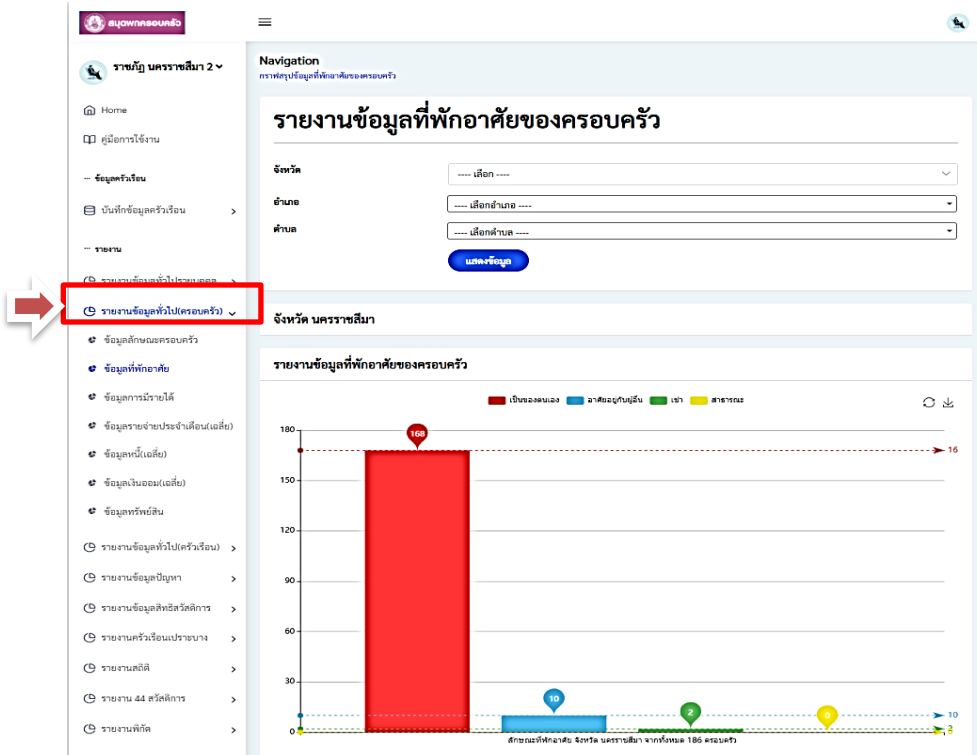 สมุดพกครอบครัว
ราชภัฏ นครราชสีมา 2
Home
คู่มือการใช้งาน
ข้อมูลครัวเรือน
บันทึกข้อมูลครัวเรือน
รายงาน
รายงานข้อมูลทั่วไปรายบุคคล
รายงานข้อมูลทั่วไป(ครอบครัว)
ข้อมูลลักษณะครอบครัว
ข้อมูลที่พักอาศัย
ข้อมูลการมีรายได้
ข้อมูลรายจ่ายประจำเดือน(เฉลี่ย)
ข้อมูลหนี้(เฉลี่ย)
ข้อมูลเงินออม(เฉลี่ย)
ข้อมูลทรัพย์สิน
รายงานข้อมูลทั่วไป(ครัวเรือน)
รายงานข้อมูลปัญหา
รายงานข้อมูลสิทธิสวัสดิการ
รายงานครัวเรือนเปราะบาง
รายงานสถิติ
รายงาน 44 สวัสดิการ
รายงานพิกัด
Navigation
กราฟสรุปข้อมูลที่พักอาศัยของครอบครัว
รายงานข้อมูลที่พักอาศัยของครอบครัว
จังหวัด ---- เลือก ----
อำเภอ ---- เลือกอำเภอ ----
ตำบล ---- เลือกตำบล ----
แสดงข้อมูล
จังหวัด นครราชสีมา
รายงานข้อมูลที่พักอาศัยของครอบครัว
เป็นของตนเอง อาศัยอยู่กับผู้อื่น เช่า สาธารณะ
180
168
16
150
120
90
60
30
10
10
2
2
0
0
ลักษณะที่พักอาศัย จังหวัด นครราชสีมา จากทั้งหมด 186 ครอบครัว